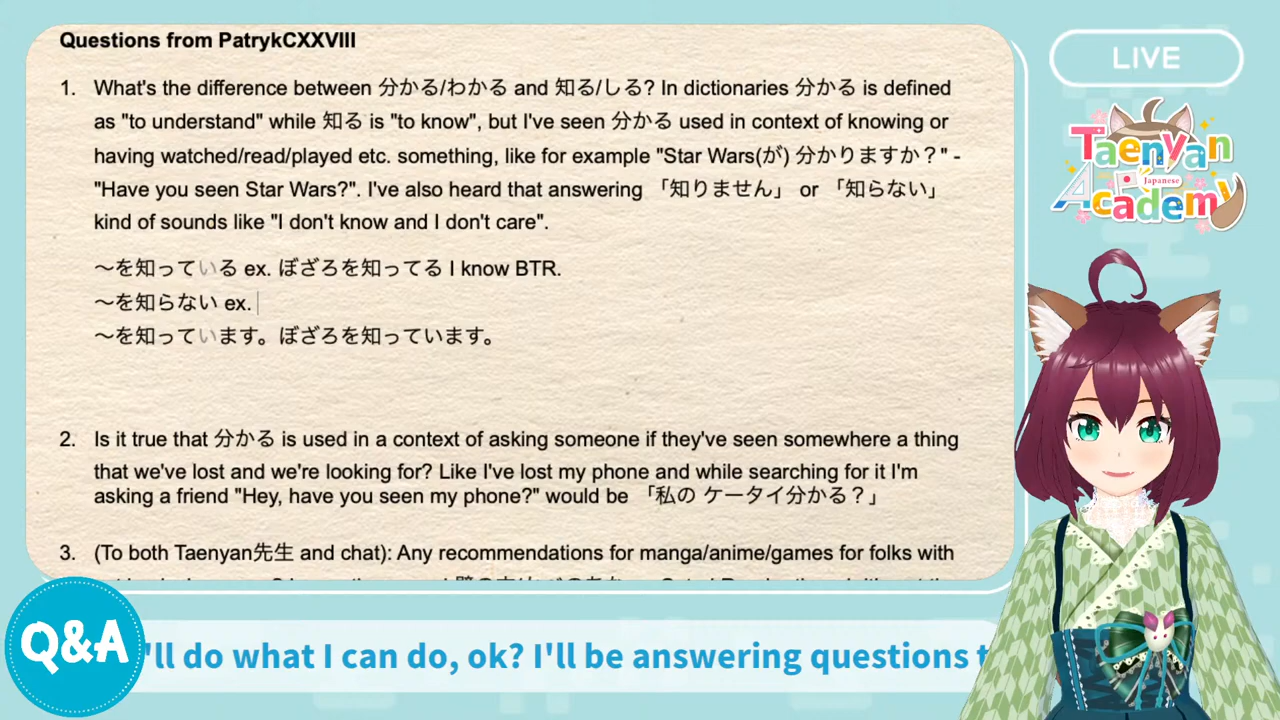 Questions from PatrykCXXVIII
1. What's the difference between 分かる/わかる and 知る/しる? In dictionaries 分かる is defined
as "to understand" while 知る is "to know", but I've seen 分かる used in context of knowing or
having watched/read/played etc. something, like for example "Star Wars(が) 分かりますか？" -
"Have you seen Star Wars?". I've also heard that answering 「知りません」 or 「知らない」
kind of sounds like "I don't know and I don't care".
〜を知っている ex. ぼざろを知ってる I know BTR.
〜を知らない ex.
〜を知っています。ぼざろを知っています。
2. Is it true that 分かる is used in a context of asking someone if they've seen somewhere a thing
that we've lost and we're looking for? Like I've lost my phone and while searching for it I'm
asking a friend "Hey, have you seen my phone?" would be 「私の ケータイ分かる？」
3. (To both Taenyan先生 and chat): Any recommendations for manga/anime/games for folks with
LIVE
Taenyan
Japanese
Academy
Q&A
'll do what I can do, ok? I'll be answering questions t